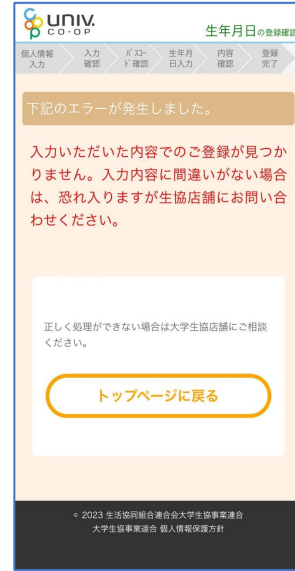 UNIV.
CO-OP
生年月日の登録確認
個人情報
入力
入力
確認
パスコー
ド確認
生年月
日入力
内容
確認
登録
完了
下記のエラーが発生しました。
入力いただいた内容でのご登録が見つか
りません。入力内容に間違いがない場合
は、恐れ入りますが生協店舗にお問い合
わせください。
正しく処理ができない場合は大学生協店舗にご相談
ください。
トップページに戻る
© 2023 生活協同組合連合会大学生協事業連合
大学生協事業連合 個人情報保護方針